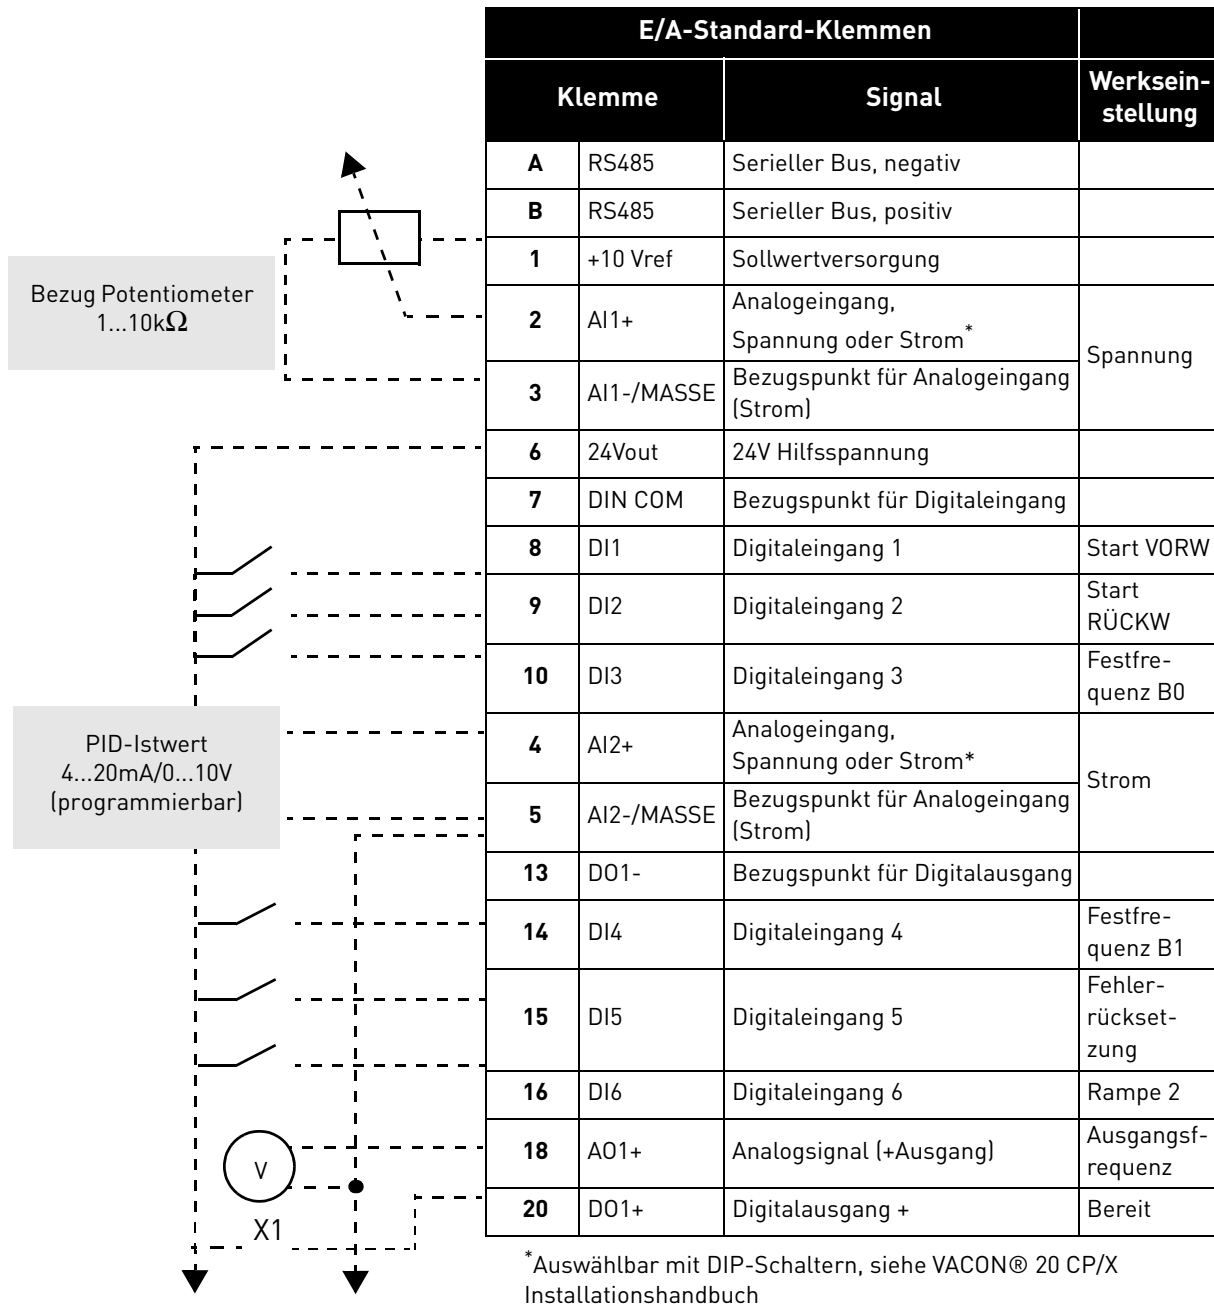 E/A-Standard-Klemmen
Klemme Signal Werksein-
stellung
A RS485 Serieller Bus, negativ
B RS485 Serieller Bus, positiv
1 +10 Vref Sollwertversorgung
Bezug Potentiometer
1...10kΩ
2 AI1+ Analogeingang,
Spannung oder Strom*
Spannung
3 AI1-/MASSE Bezugspunkt für Analogeingang
(Strom)
6 24Vout 24V Hilfsspannung
7 DIN COM Bezugspunkt für Digitaleingang
8 DI1 Digitaleingang 1 Start VORW
9 DI2 Digitaleingang 2 Start
RÜCKW
10 DI3 Digitaleingang 3 Festfre-
quenz B0
PID-Istwert
4...20mA/0...10V
(programmierbar)
4 AI2+ Analogeingang,
Spannung oder Strom*
Strom
5 AI2-/MASSE Bezugspunkt für Analogeingang
(Strom)
13 DO1- Bezugspunkt für Digitalausgang
14 DI4 Digitaleingang 4 Festfre-
quenz B1
15 DI5 Digitaleingang 5 Fehler-
rückset-
zung
16 DI6 Digitaleingang 6 Rampe 2
V
18 AO1+ Analogsignal (+Ausgang) Ausgangsf-
requenz
X1
20 DO1+ Digitalausgang + Bereit
*Auswählbar mit DIP-Schaltern, siehe VACON® 20 CP/X
Installationshandbuch